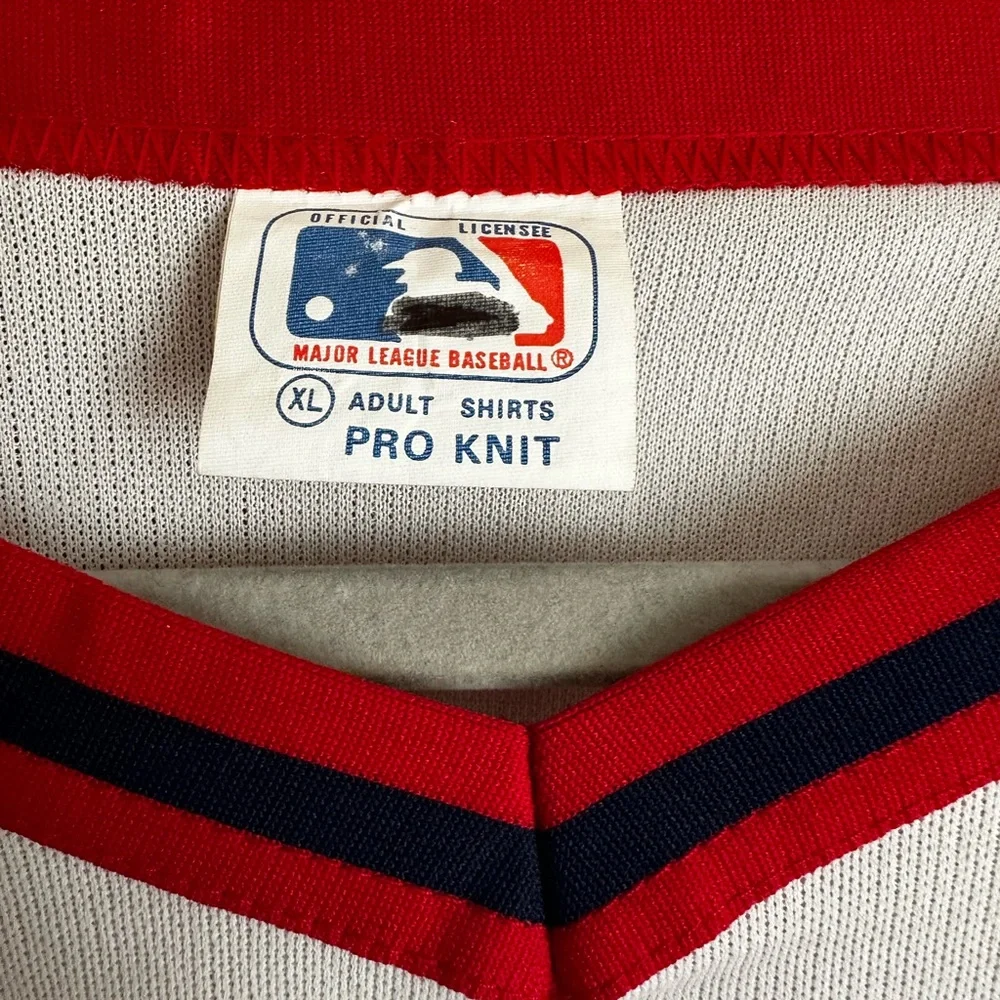 OFFICIAL LICENSEE
MAJOR LEAGUE BASEBALL®
XL ADULT SHIRTS
PRO KNIT